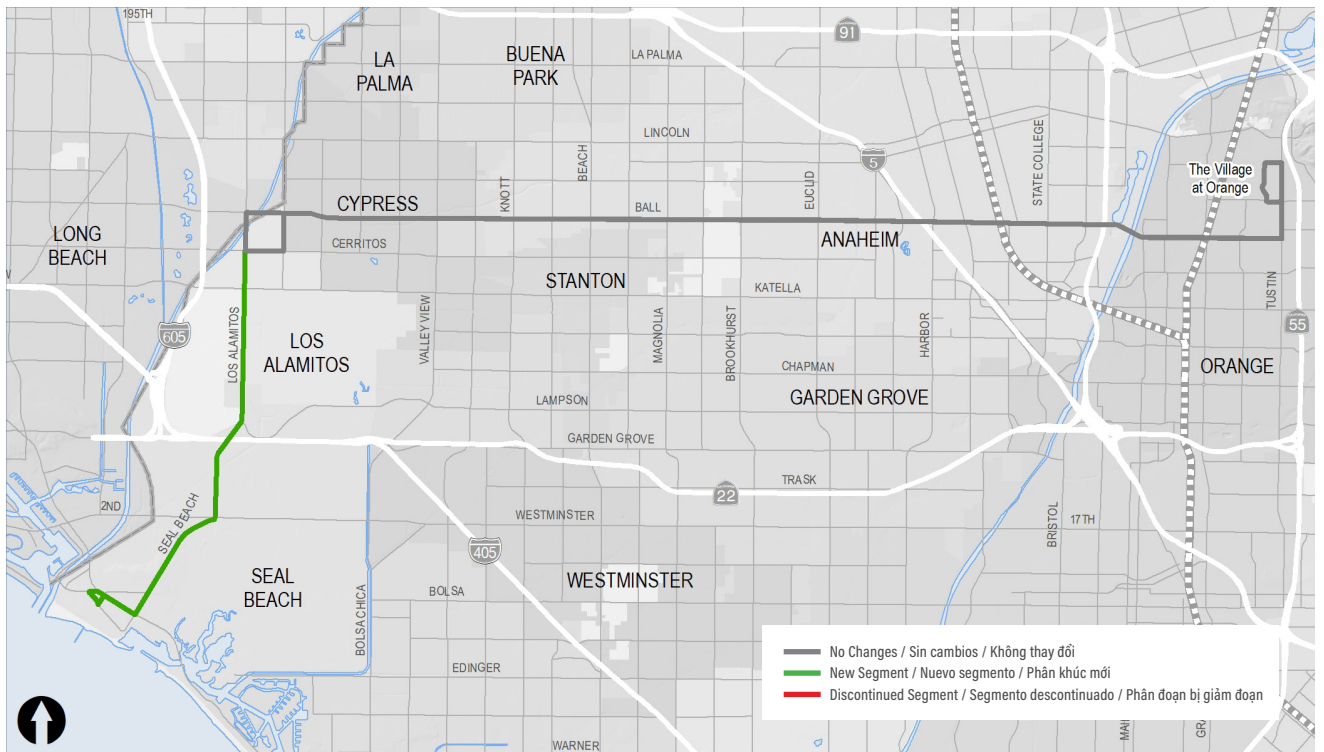 195TH
LA
PALMA
BUENA
PARK
LA PALMA
91
LINCOLN
BEACH
KNOTT
EUCLID
5
STATE COLLEGE
The Village
at Orange
CYPRESS
BALL
LONG
BEACH
CERRITOS
ANAHEIM
STANTON
KATELLA
TUSTIN
605
LOS ALAMITOS
LOS
ALAMITOS
VALLEY VIEW
MAGNOLIA
BROOKHURST
HARBOR
55
CHAPMAN
ORANGE
LAMPSON
GARDEN GROVE
GARDEN GROVE
TRASK
22
2ND
SEAL BEACH
WESTMINSTER
BRISTOL
17TH
405
SEAL
BEACH
WESTMINSTER
BOLSA
BOLSA CHICA
EDINGER
WARNER
No Changes / Sin cambios / Không thay đổi
New Segment / Nuevo segmento / Phân khúc mới
Discontinued Segment / Segmento descontinuado / Phân đoạn bị giảm đoạn